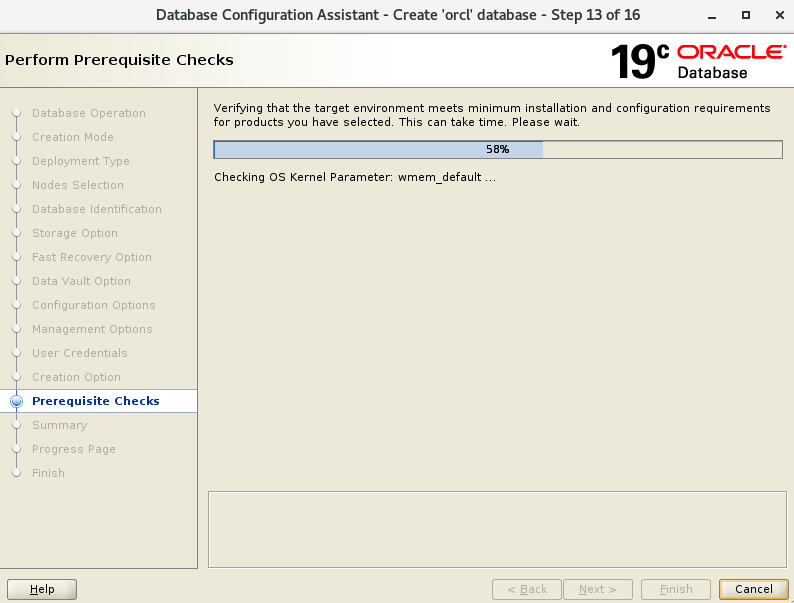 Database Configuration Assistant - Create 'orcl' database - Step 13 of 16
Perform Prerequisite Checks
19c ORACLE
Database
Database Operation
Creation Mode
Deployment Type
Nodes Selection
Database Identification
Storage Option
Fast Recovery Option
Data Vault Option
Configuration Options
Management Options
User Credentials
Creation Option
Prerequisite Checks
Summary
Progress Page
Finish
Verifying that the target environment meets minimum installation and configuration requirements
for products you have selected. This can take time. Please wait.
58%
Checking OS Kernel Parameter: wmem_default ...
Help
< Back
Next >
Finish
Cancel